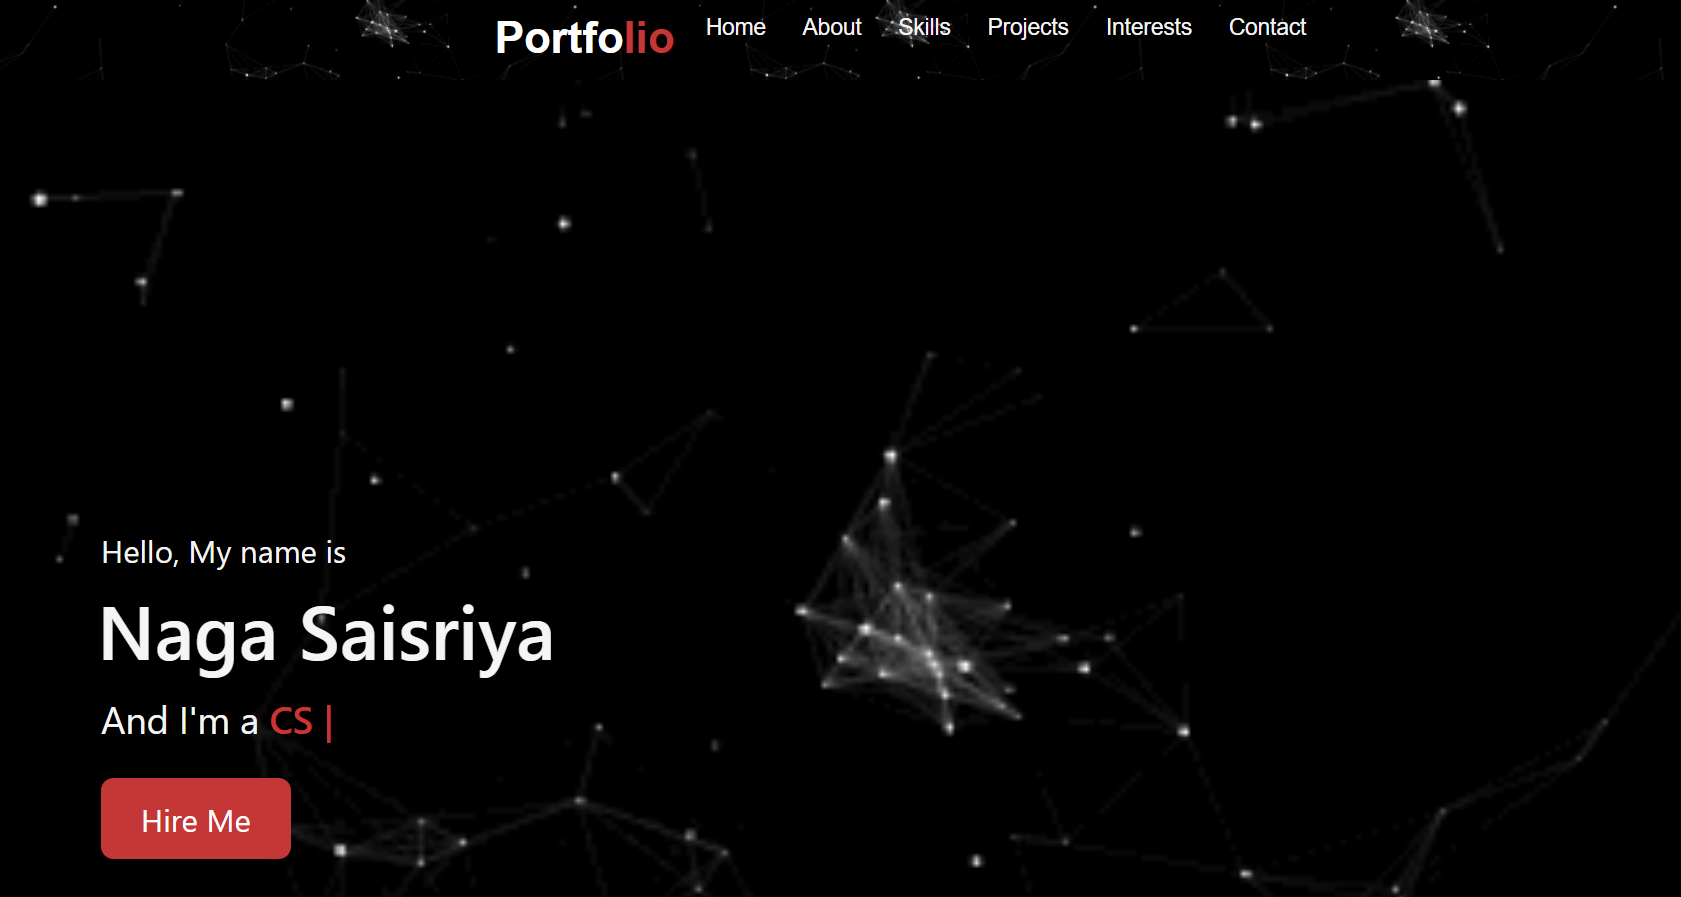 Portfolio Home About Skills Projects Interests Contact
Hello, My name is
Naga Saisriya
And I'm a CS |
Hire Me